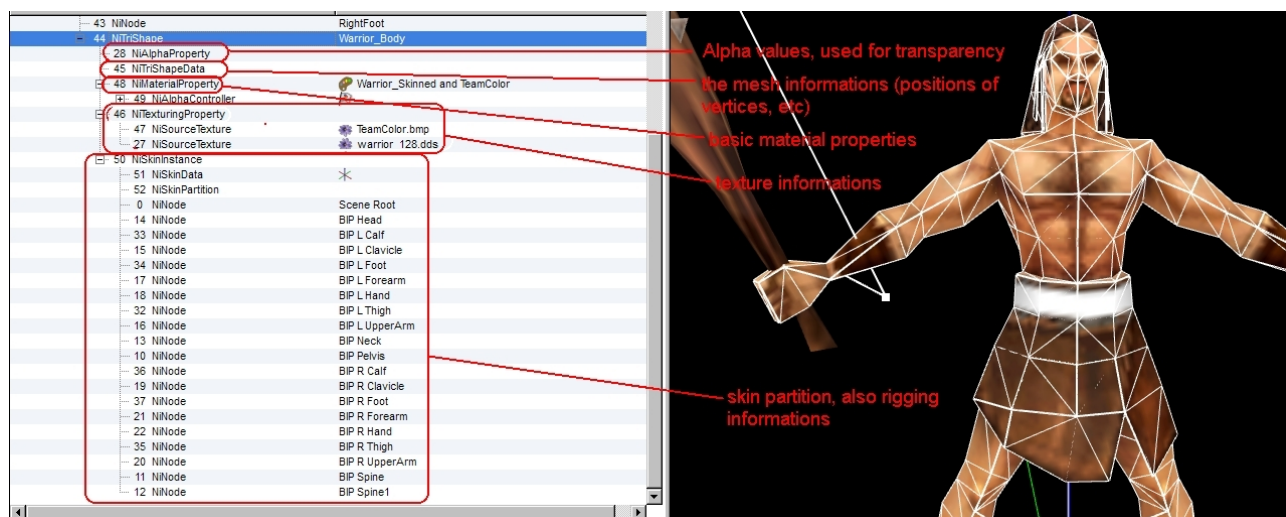 43 NiNode RightFoot
44 NiTriShape Warrior_Body
28 NiAlphaProperty
45 NiTriShapeData
48 NiMaterialProperty Warrior_Skinned and TeamColor
49 NiAlphaController
46 NiTexturingProperty
47 NiSourceTexture TeamColor.bmp
27 NiSourceTexture warrior_128.dds
50 NiSkinInstance
51 NiSkinData
52 NiSkinPartition
0 NiNode Scene Root
14 NiNode BIP Head
33 NiNode BIP L Calf
15 NiNode BIP L Clavicle
34 NiNode BIP L Foot
17 NiNode BIP L Forearm
18 NiNode BIP L Hand
32 NiNode BIP L Thigh
16 NiNode BIP L UpperArm
13 NiNode BIP Neck
10 NiNode BIP Pelvis
36 NiNode BIP R Calf
19 NiNode BIP R Clavicle
37 NiNode BIP R Foot
21 NiNode BIP R Forearm
22 NiNode BIP R Hand
35 NiNode BIP R Thigh
20 NiNode BIP R UpperArm
11 NiNode BIP Spine
12 NiNode BIP Spine1
Alpha values, used for transparency
the mesh informations (positions of
vertices, etc)
basic material properties
texture informations
skin partition, also rigging
informations